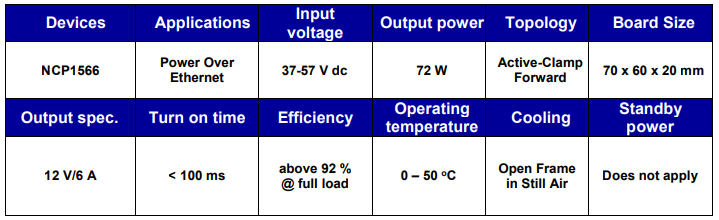 Devices
Applications
Input
voltage
Output power
Topology
Board Size
NCP1566
Power Over
Ethernet
37-57 V dc
72 W
Active-Clamp
Forward
70 x 60 x 20 mm
Output spec.
Turn on time
Efficiency
Operating
temperature
Cooling
Standby
power
12 V/6 A
< 100 ms
above 92 %
@ full load
0 – 50 ºC
Open Frame
in Still Air
Does not apply